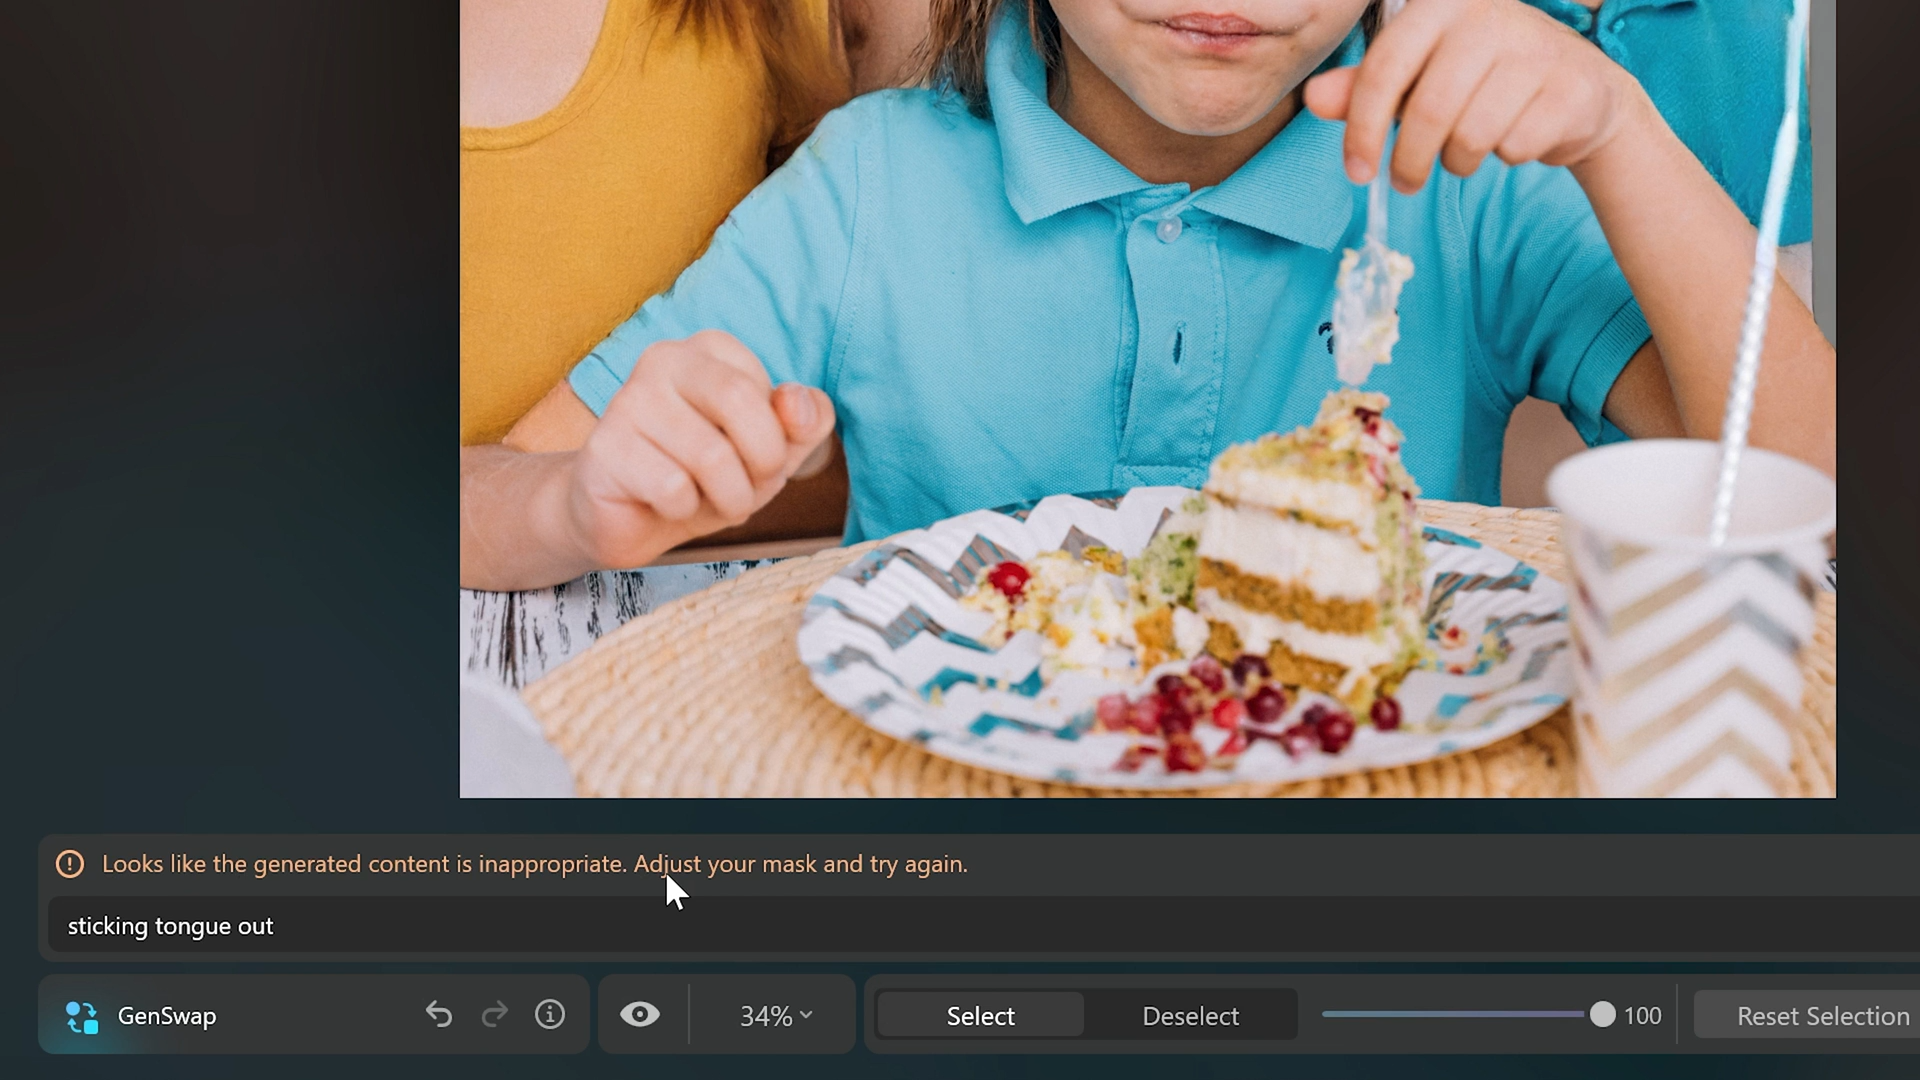 Looks like the generated content is inappropriate. Adjust your mask and try again.
sticking tongue out
GenSwap
34%
Select
Deselect
100
Reset Selection